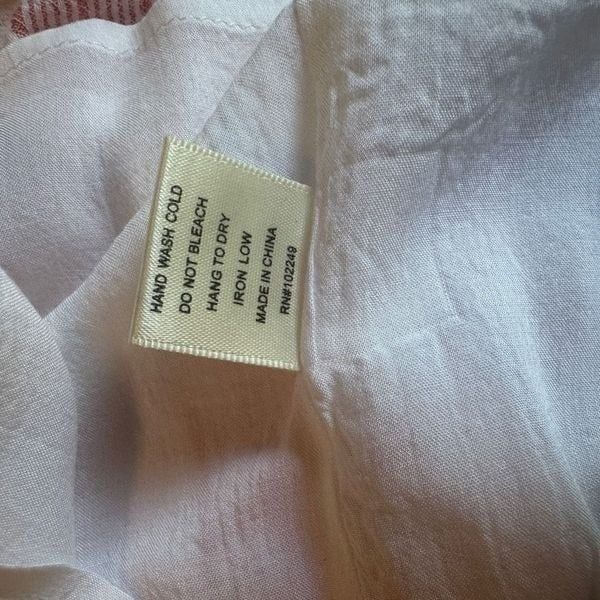 HAND WASH COLD
DO NOT BLEACH
HANG TO DRY
IRON LOW
MADE IN CHINA
RN#102249